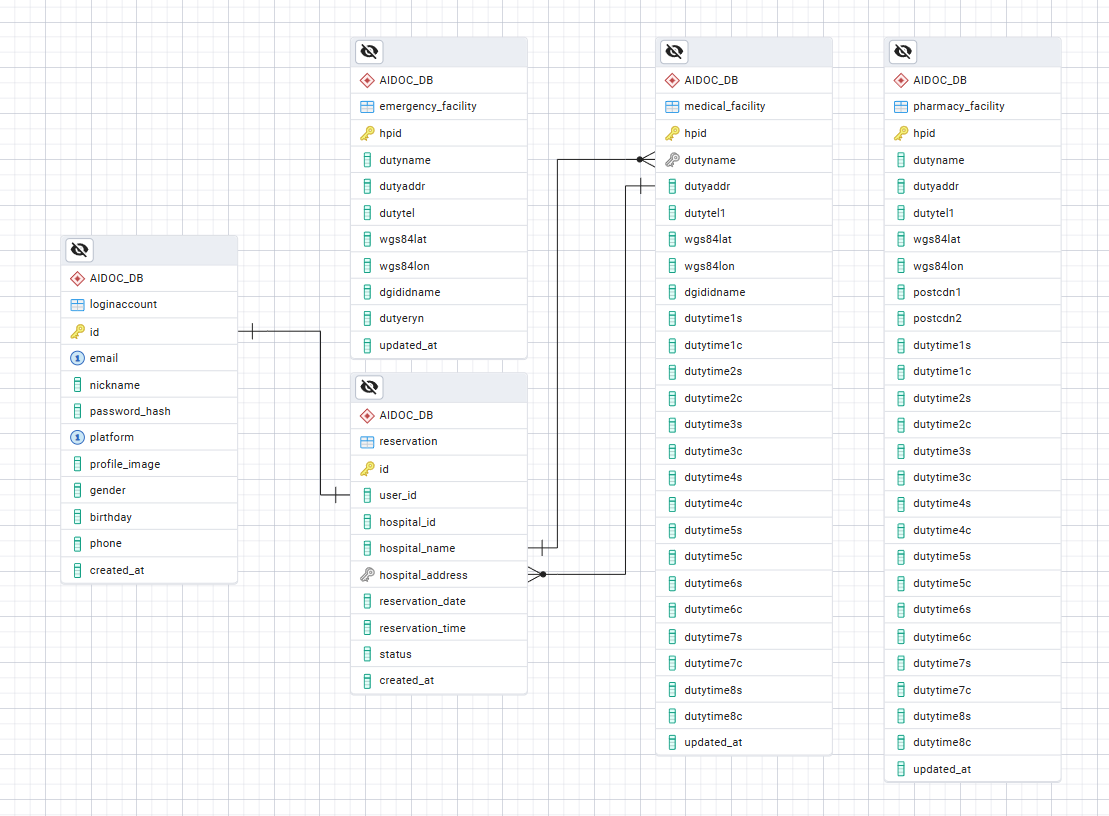 AIDOC_DB
loginaccount
id
email
nickname
password_hash
platform
profile_image
gender
birthday
phone
created_at
AIDOC_DB
emergency_facility
hpid
dutyname
dutyaddr
dutytel
wgs84lat
wgs84lon
dgididname
dutyeryn
updated_at
AIDOC_DB
reservation
id
user_id
hospital_id
hospital_name
hospital_address
reservation_date
reservation_time
status
created_at
AIDOC_DB
medical_facility
hpid
dutyname
dutyaddr
dutytel1
wgs84lat
wgs84lon
dgididname
dutytime1s
dutytime1c
dutytime2s
dutytime2c
dutytime3s
dutytime3c
dutytime4s
dutytime4c
dutytime5s
dutytime5c
dutytime6s
dutytime6c
dutytime7s
dutytime7c
dutytime8s
dutytime8c
updated_at
AIDOC_DB
pharmacy_facility
hpid
dutyname
dutyaddr
dutytel1
wgs84lat
wgs84lon
postcdn1
postcdn2
dutytime1s
dutytime1c
dutytime2s
dutytime2c
dutytime3s
dutytime3c
dutytime4s
dutytime4c
dutytime5s
dutytime5c
dutytime6s
dutytime6c
dutytime7s
dutytime7c
dutytime8s
dutytime8c
updated_at